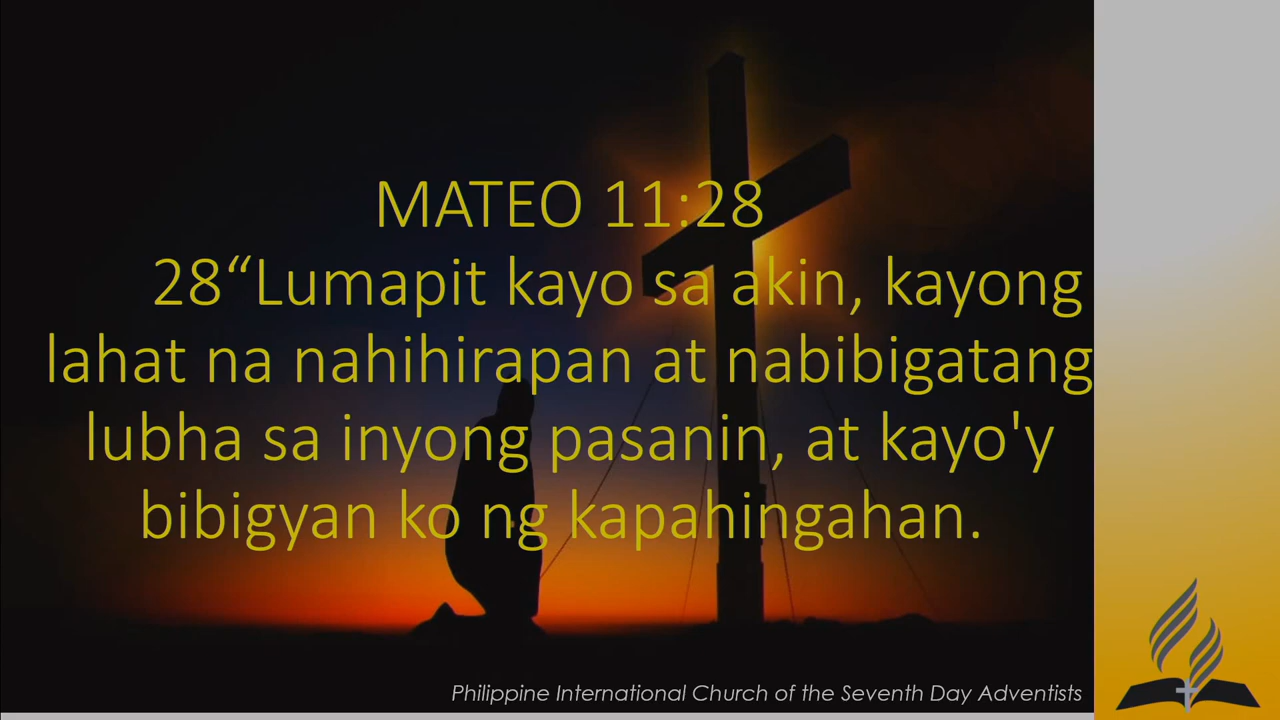 MATEO 11:28
28“Lumapit kayo sa akin, kayong
lahat na nahihirapan at nabibigatang
lubha sa inyong pasanin, at kayo'y
bibigyan ko ng kapahingahan.
Philippine International Church of the Seventh Day Adventists